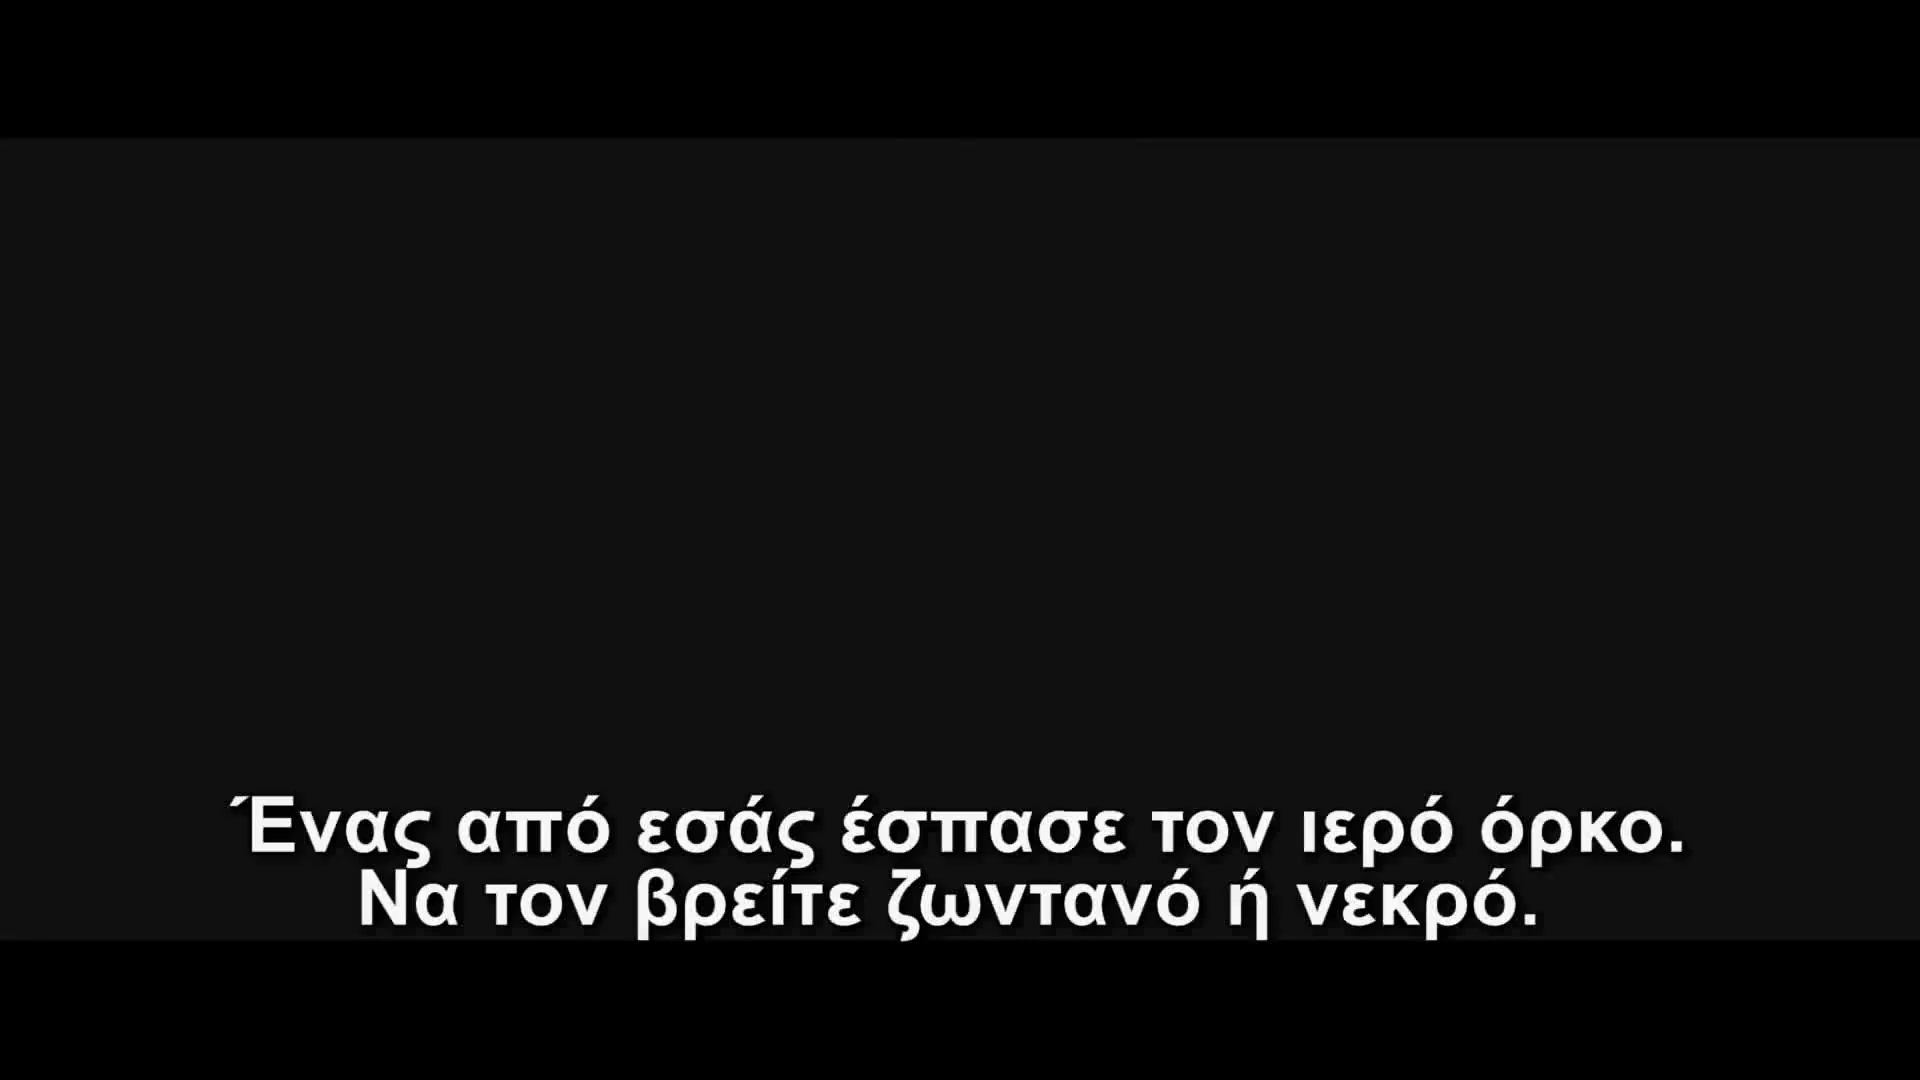 Ένας από εσάς έσπασε τον ιερό όρκο.
Να τον βρείτε ζωντανό ή νεκρό.